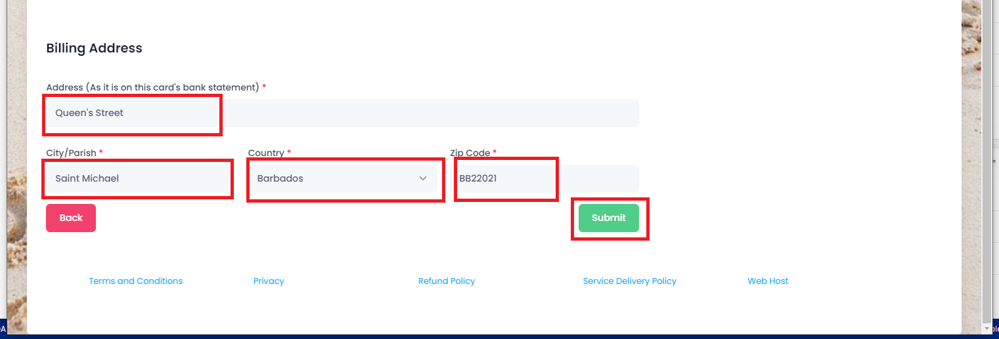 Billing Address
Address (As it is on this card's bank statement) *
Queen's Street
City/Parish * Country * Zip Code *
Saint Michael Barbados BB22021
Back Submit
Terms and Conditions Privacy Refund Policy Service Delivery Policy Web Host